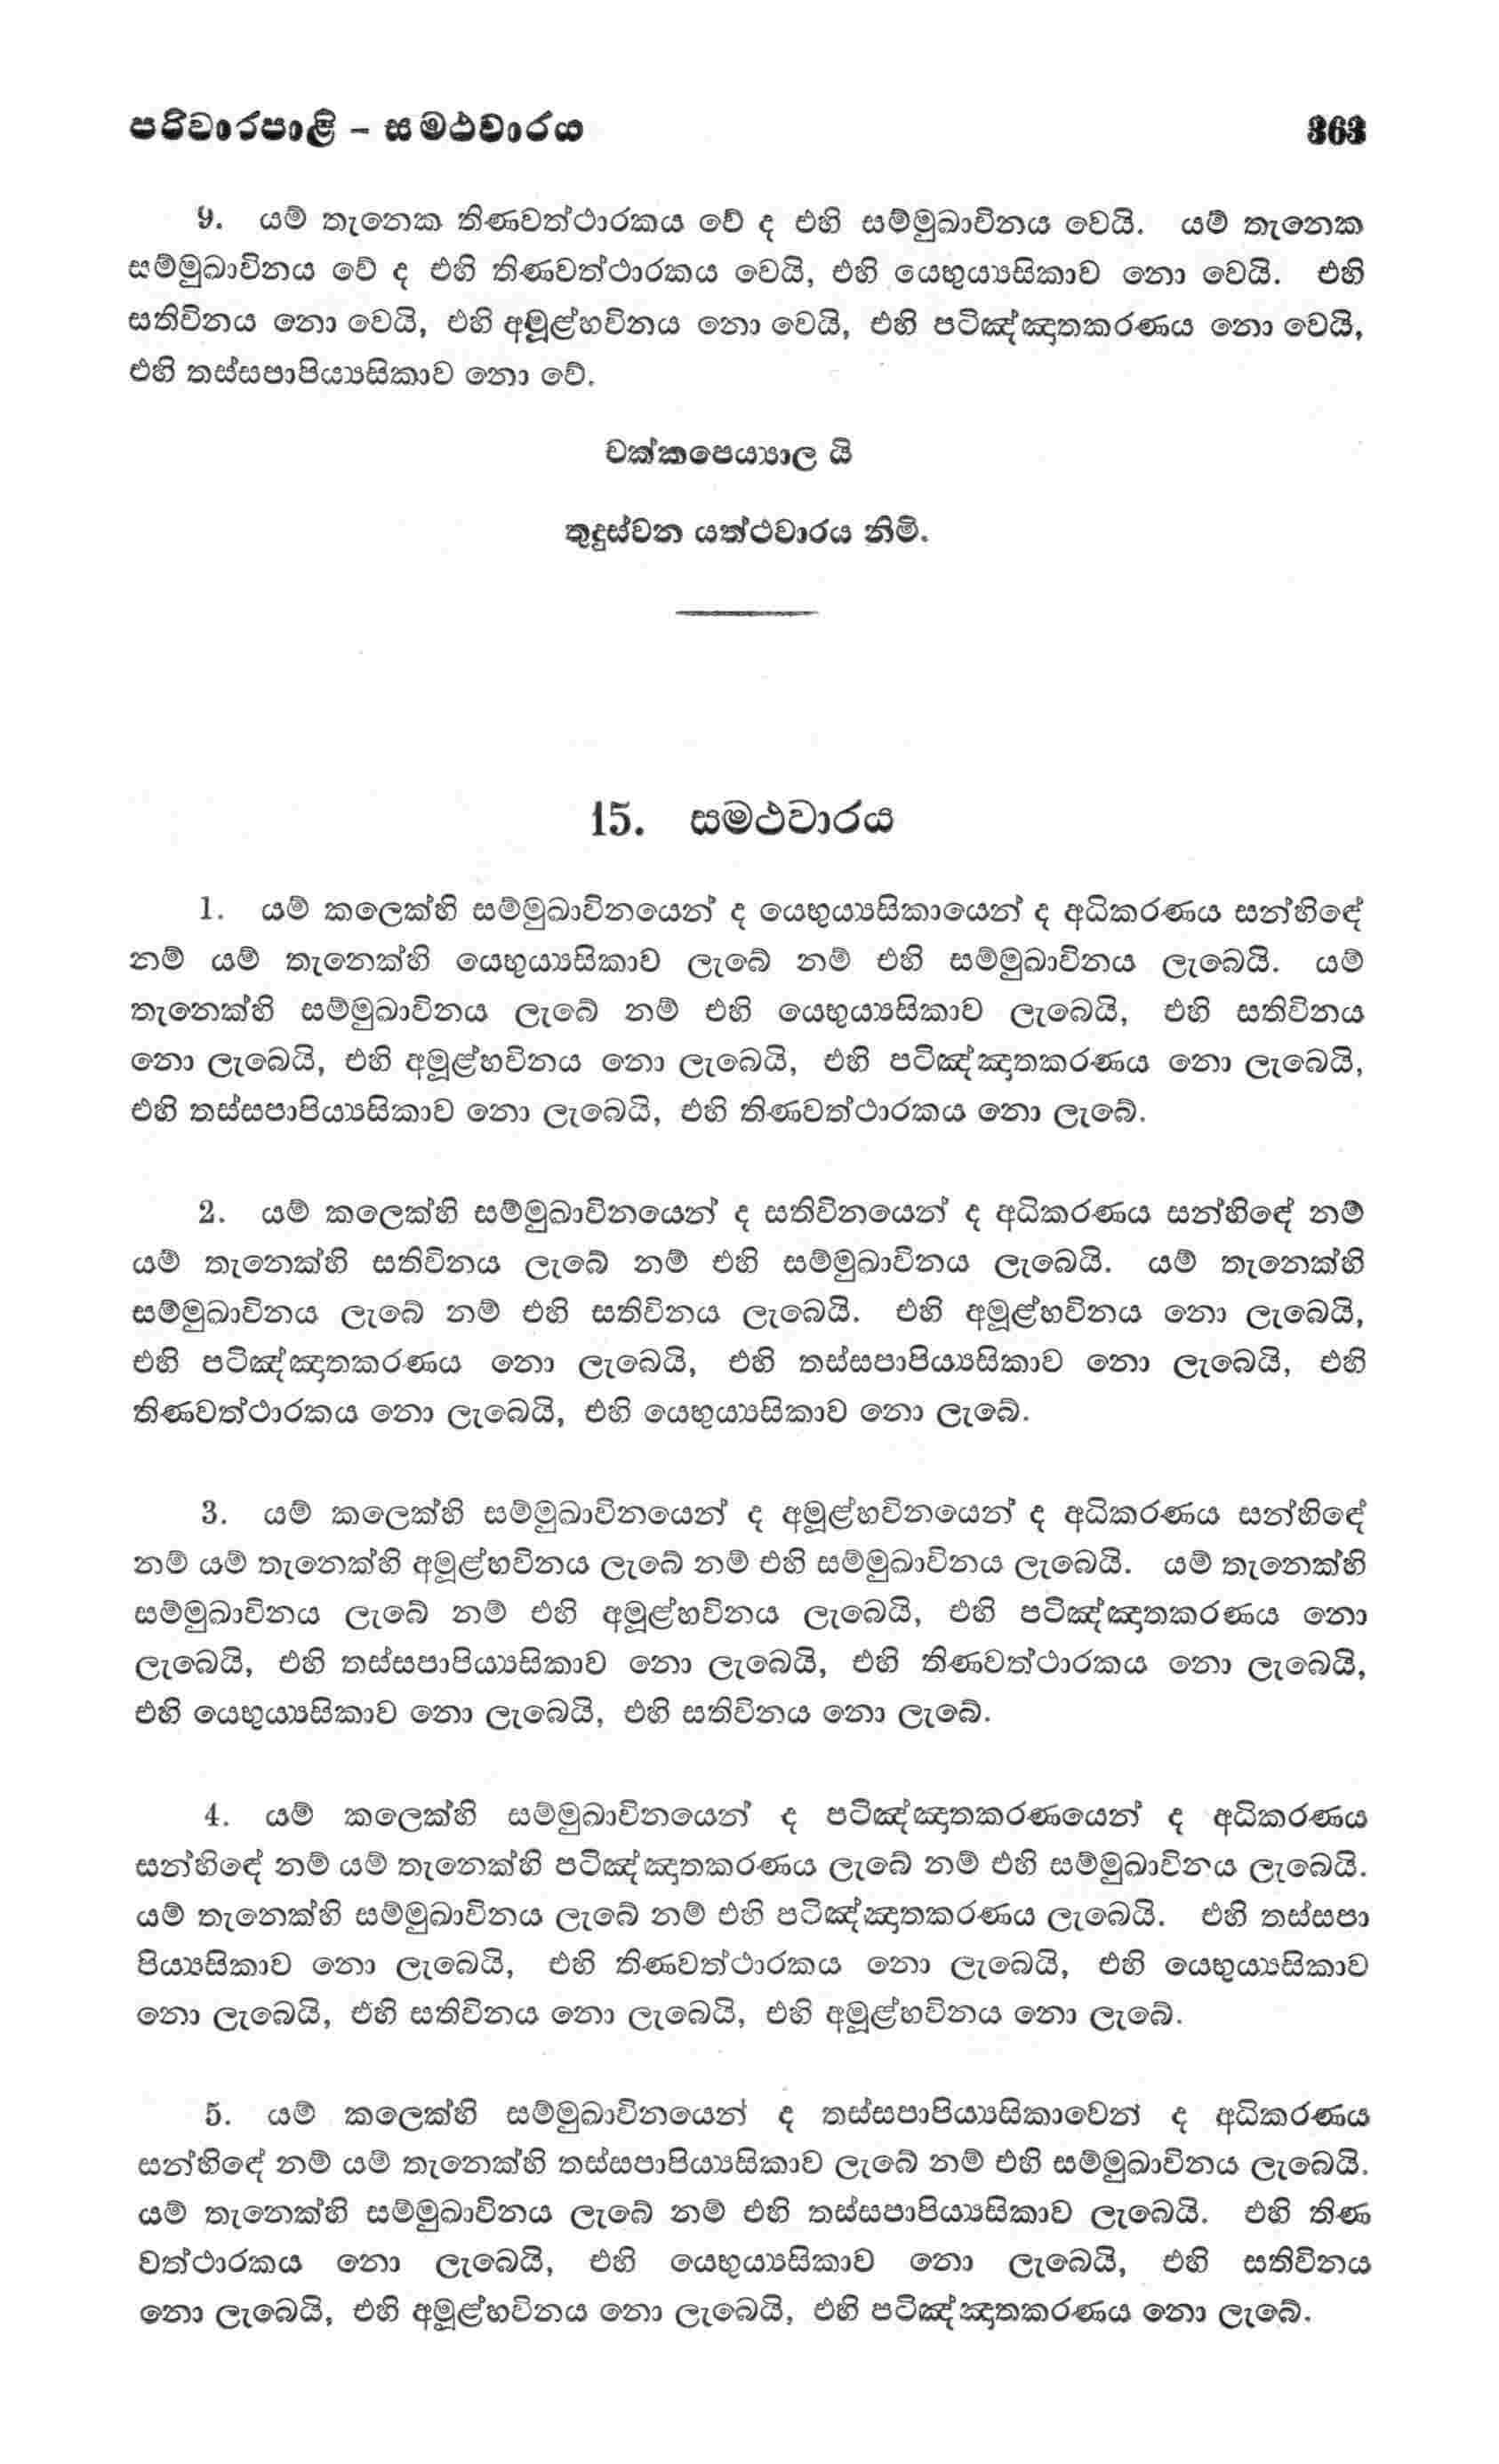 පරිවාරපාළි – සමථවාරය 363
9. යම් තැනෙක තිණවත්ථාරකය වේ ද එහි සම්මුඛාවිනය වෙයි. යම් තැනෙක
සම්මුඛාවිනය වේ ද එහි තිණවත්ථාරකය වෙයි, එහි යෙභුය්‍යසිකාව නො වෙයි. එහි
සතිවිනය නො වෙයි, එහි අමූළ්හවිනය නො වෙයි, එහි පටිඤ්ඤාතකරණය නො වෙයි,
එහි තස්සපාපිය්‍යසිකාව නො වේ.
චක්කපෙය්‍යාල යි
තුදුස්වන යත්ථවාරය නිමි.
15. සමථවාරය
1. යම් කලෙක්හි සම්මුඛාවිනයෙන් ද යෙභුය්‍යසිකායෙන් ද අධිකරණය සන්හිඳේ
නම් යම් තැනෙක්හි යෙභුය්‍යසිකාව ලැබේ නම් එහි සම්මුඛාවිනය ලැබෙයි. යම්
තැනෙක්හි සම්මුඛාවිනය ලැබේ නම් එහි යෙභුය්‍යසිකාව ලැබෙයි, එහි සතිවිනය
නො ලැබෙයි, එහි අමූළ්හවිනය නො ලැබෙයි, එහි පටිඤ්ඤාතකරණය නො ලැබෙයි,
එහි තස්සපාපිය්‍යසිකාව නො ලැබෙයි, එහි තිණවත්ථාරකය නො ලැබේ.
2. යම් කලෙක්හි සම්මුඛාවිනයෙන් ද සතිවිනයෙන් ද අධිකරණය සන්හිඳේ නම්
යම් තැනෙක්හි සතිවිනය ලැබේ නම් එහි සම්මුඛාවිනය ලැබෙයි. යම් තැනෙක්හි
සම්මුඛාවිනය ලැබේ නම් එහි සතිවිනය ලැබෙයි. එහි අමූළ්හවිනය නො ලැබෙයි,
එහි පටිඤ්ඤාතකරණය නො ලැබෙයි, එහි තස්සපාපිය්‍යසිකාව නො ලැබෙයි, එහි
තිණවත්ථාරකය නො ලැබෙයි, එහි යෙභුය්‍යසිකාව නො ලැබේ.
3. යම් කලෙක්හි සම්මුඛාවිනයෙන් ද අමූළ්හවිනයෙන් ද අධිකරණය සන්හිඳේ
නම් යම් තැනෙක්හි අමූළ්හවිනය ලැබේ නම් එහි සම්මුඛාවිනය ලැබෙයි. යම් තැනෙක්හි
සම්මුඛාවිනය ලැබේ නම් එහි අමූළ්හවිනය ලැබෙයි, එහි පටිඤ්ඤාතකරණය නො
ලැබෙයි, එහි තස්සපාපිය්‍යසිකාව නො ලැබෙයි, එහි තිණවත්ථාරකය නො ලැබෙයි,
එහි යෙභුය්‍යසිකාව නො ලැබෙයි, එහි සතිවිනය නො ලැබේ.
4. යම් කලෙක්හි සම්මුඛාවිනයෙන් ද පටිඤ්ඤාතකරණයෙන් ද අධිකරණය
සන්හිඳේ නම් යම් තැනෙක්හි පටිඤ්ඤාතකරණය ලැබේ නම් එහි සම්මුඛාවිනය ලැබෙයි.
යම් තැනෙක්හි සම්මුඛාවිනය ලැබේ නම් එහි පටිඤ්ඤාතකරණය ලැබෙයි. එහි තස්සපා
පිය්‍යසිකාව නො ලැබෙයි, එහි තිණවත්ථාරකය නො ලැබෙයි, එහි යෙභුය්‍යසිකාව
නො ලැබෙයි, එහි සතිවිනය නො ලැබෙයි, එහි අමූළ්හවිනය නො ලැබේ.
5. යම් කලෙක්හි සම්මුඛාවිනයෙන් ද තස්සපාපිය්‍යසිකාවෙන් ද අධිකරණය
සන්හිඳේ නම් යම් තැනෙක්හි තස්සපාපිය්‍යසිකාව ලැබේ නම් එහි සම්මුඛාවිනය ලැබෙයි.
යම් තැනෙක්හි සම්මුඛාවිනය ලැබේ නම් එහි තස්සපාපිය්‍යසිකාව ලැබෙයි. එහි තිණ
වත්ථාරකය නො ලැබෙයි, එහි යෙභුය්‍යසිකාව නො ලැබෙයි, එහි සතිවිනය
නො ලැබෙයි, එහි අමූළ්හවිනය නො ලැබෙයි, එහි පටිඤ්ඤාතකරණය නො ලැබේ.